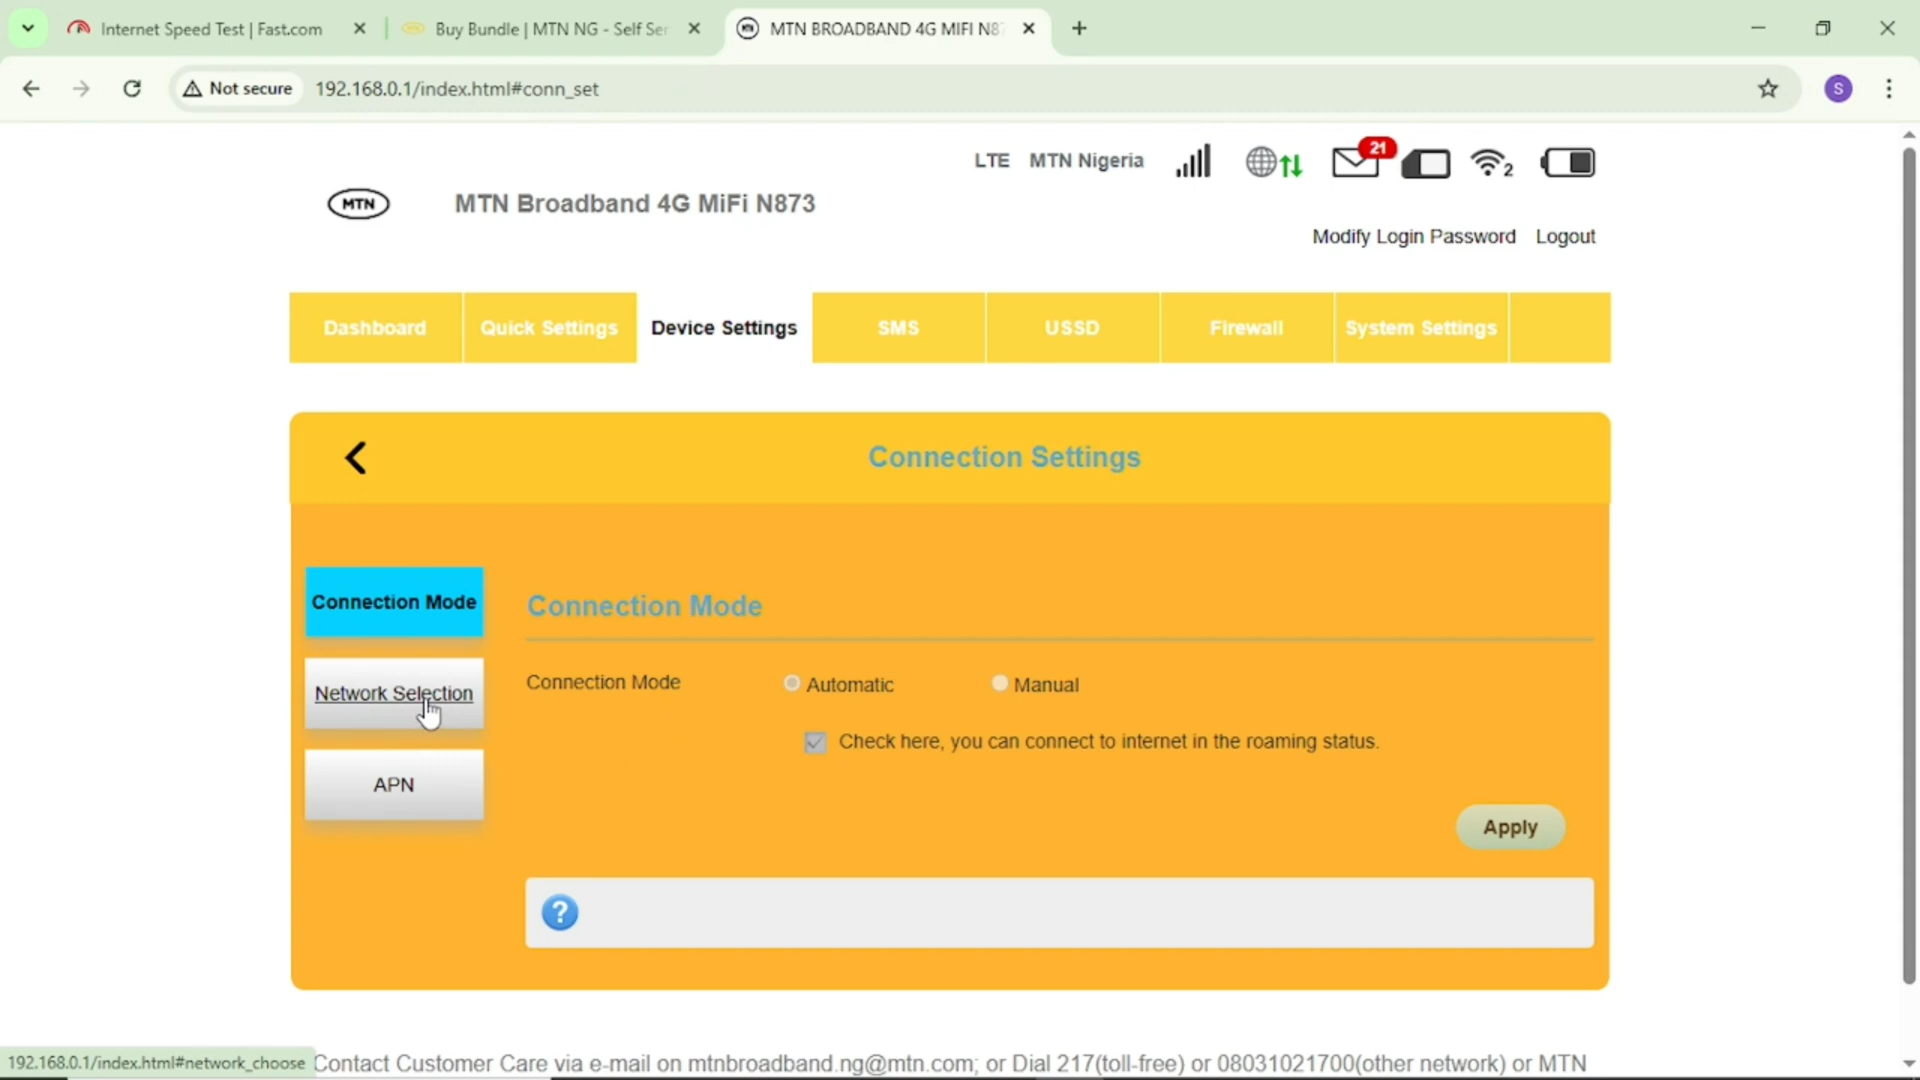 Internet Speed Test | Fast.com
Buy Bundle | MTN NG - Self Ser
MTN BROADBAND 4G MIFI N87
Not secure
192.168.0.1/index.html#conn_set
S
LTE MTN Nigeria
21
2
MTN
MTN Broadband 4G MiFi N873
Modify Login Password Logout
Dashboard
Quick Settings
Device Settings
SMS
USSD
Firewall
System Settings
Connection Settings
Connection Mode
Network Selection
APN
Connection Mode
Connection Mode
Automatic
Manual
Check here, you can connect to internet in the roaming status.
Apply
?
192.168.0.1/index.html#network_choose
Contact Customer Care via e-mail on mtnbroadband.ng@mtn.com; or Dial 217(toll-free) or 08031021700(other network) or MTN